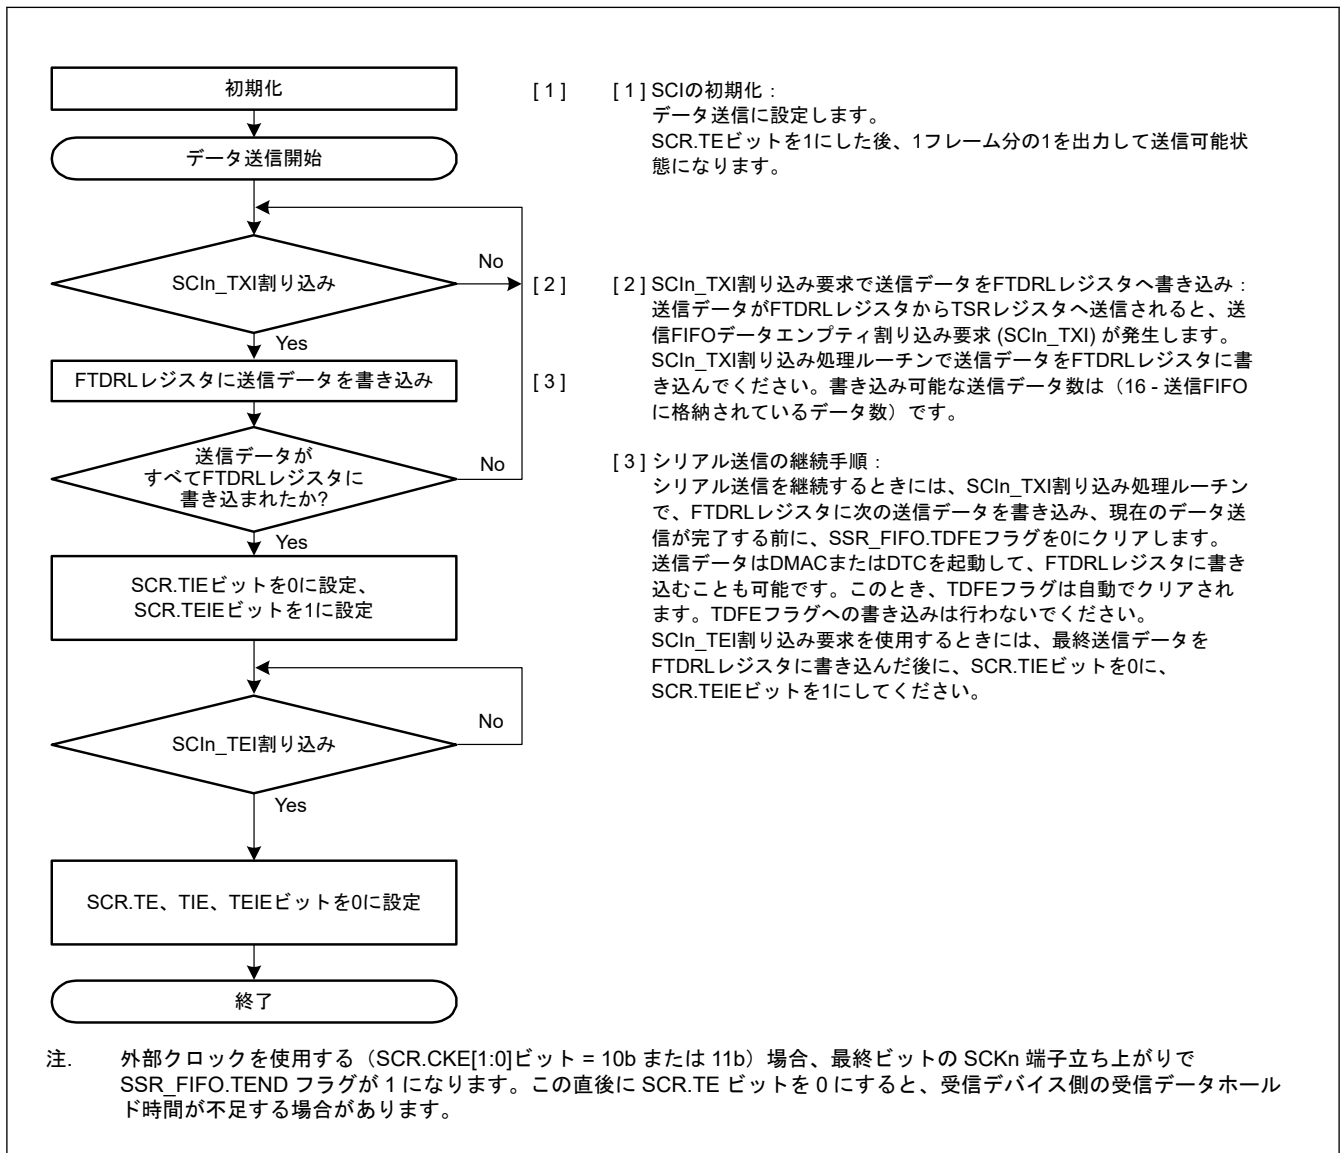 初期化
[ 1 ]
データ送信開始
SCIn_TXI割り込み
No
[ 2 ]
Yes
FTDRLレジスタに送信データを書き込み
[ 3 ]
送信データが
すべてFTDRLレジスタに
書き込まれたか?
No
Yes
SCR.TIEビットを0に設定、
SCR.TEIEビットを1に設定
SCIn_TEI割り込み
No
Yes
SCR.TE、TIE、TEIEビットを0に設定
終了
[ 1 ] SCIの初期化：
データ送信に設定します。
SCR.TEビットを1にした後、1フレーム分の1を出力して送信可能状
態になります。
[ 2 ] SCIn_TXI割り込み要求で送信データをFTDRLレジスタへ書き込み：
送信データがFTDRLレジスタからTSRレジスタへ送信されると、送
信FIFOデータエンプティ割り込み要求 (SCIn_TXI) が発生します。
SCIn_TXI割り込み処理ルーチンで送信データをFTDRLレジスタに書
き込んでください。書き込み可能な送信データ数は（16 - 送信FIFO
に格納されているデータ数）です。
[ 3 ] シリアル送信の継続手順：
シリアル送信を継続するときには、SCIn_TXI割り込み処理ルーチン
で、FTDRLレジスタに次の送信データを書き込み、現在のデータ送
信が完了する前に、SSR_FIFO.TDFEフラグを0にクリアします。
送信データはDMACまたはDTCを起動して、FTDRLレジスタに書き
込むことも可能です。このとき、TDFEフラグは自動でクリアされ
ます。TDFEフラグへの書き込みは行わないでください。
SCIn_TEI割り込み要求を使用するときには、最終送信データを
FTDRLレジスタに書き込んだ後に、SCR.TIEビットを0に、
SCR.TEIEビットを1にしてください。
注. 外部クロックを使用する（SCR.CKE[1:0]ビット = 10b または 11b）場合、最終ビットの SCKn 端子立ち上がりで
SSR_FIFO.TEND フラグが 1 になります。この直後に SCR.TE ビットを 0 にすると、受信デバイス側の受信データホール
ド時間が不足する場合があります。